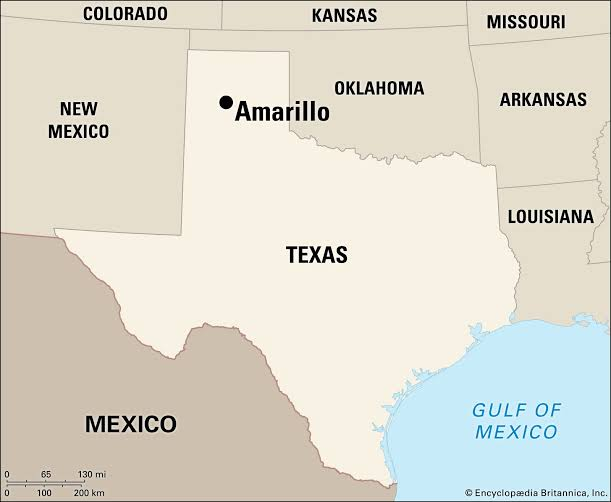 COLORADO
KANSAS
MISSOURI
NEW
MEXICO
Amarillo
OKLAHOMA
ARKANSAS
LOUISIANA
TEXAS
MEXICO
GULF OF
MEXICO
0 65 130 mi
0 100 200 km
© Encyclopædia Britannica, Inc.